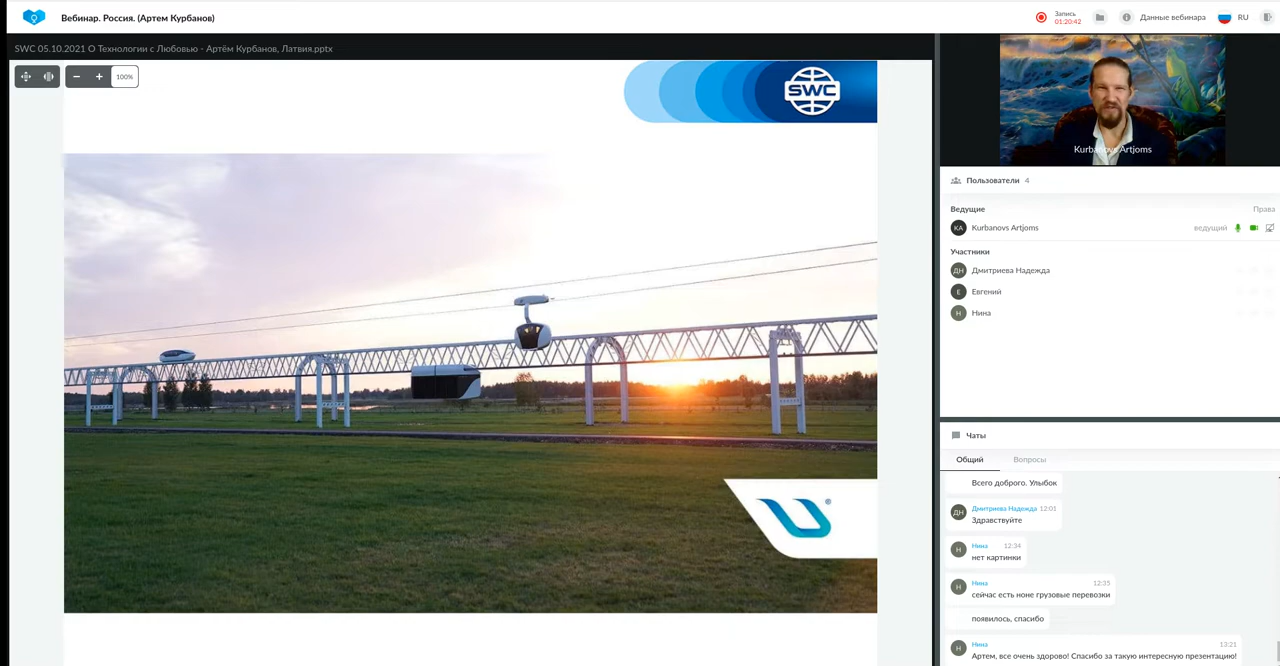 Вебинар. Россия. (Артем Курбанов)
Запись
01:20:42
Данные вебинара
RU
SWC 05.10.2021 О Технологии с Любовью - Артём Курбанов, Латвия.pptx
100%
SWC
®
Kurbanovs Artjoms
Пользователи 4
Ведущие Права
KA Kurbanovs Artjoms ведущий
Участники
ДН Дмитриева Надежда
Е Евгений
Н Нина
Чаты
Общий Вопросы
Всего доброго. Улыбок
ДН Дмитриева Надежда 12:01
Здравствуйте
Н Нина 12:34
нет картинки
Н Нина 12:35
сейчас есть ноне грузовые перевозки
появилось, спасибо
Н Нина 13:21
Артем, все очень здорово! Спасибо за такую интересную презентацию!